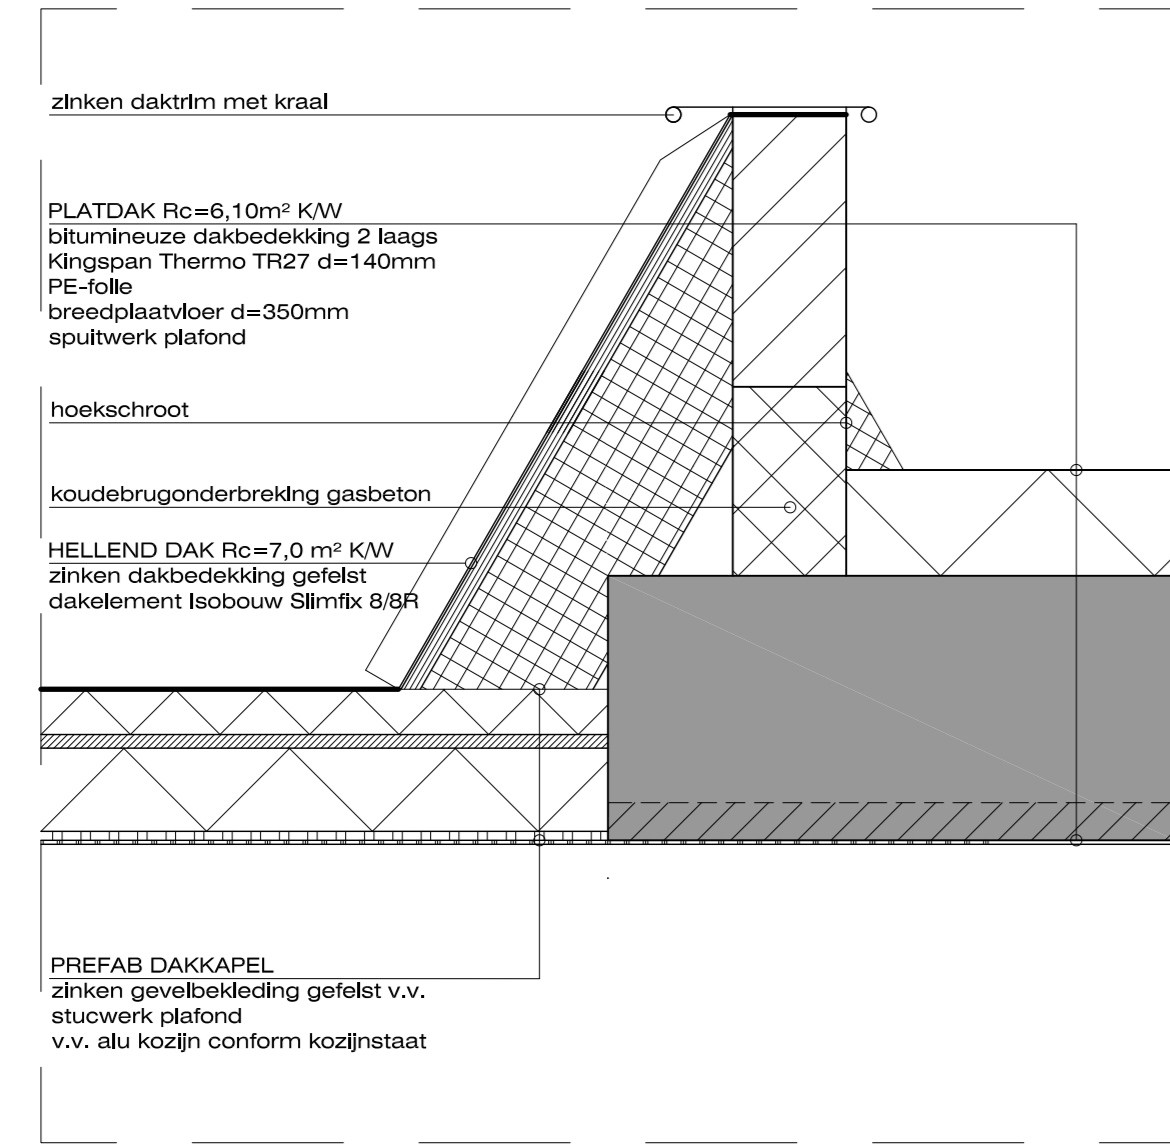 zinken daktrim met kraal
PLATDAK Rc=6,10m² K/W
bitumineuze dakbedekking 2 laags
Kingspan Thermo TR27 d=140mm
PE-folie
breedplaatvloer d=350mm
spuitwerk plafond
hoekschroot
koudebrugonderbreking gasbeton
HELLEND DAK Rc=7,0 m² K/W
zinken dakbedekking gefelst
dakelement Isobouw Slimfix 8/8R
PREFAB DAKKAPEL
zinken gevelbekleding gefelst v.v.
stucwerk plafond
v.v. alu kozijn conform kozijnstaat